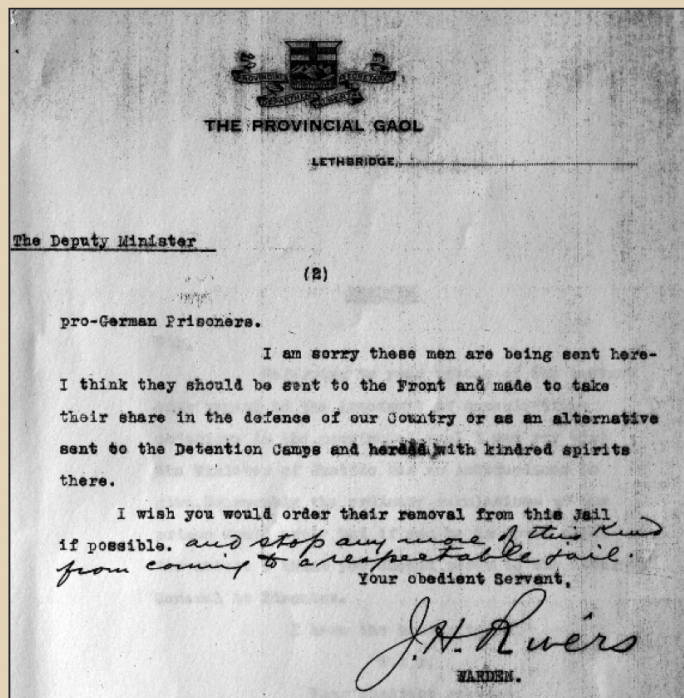 PROVINCIAL SECRETARY'S
DEPARTMENT ALBERTA
THE PROVINCIAL GAOL
LETHBRIDGE,
The Deputy Minister
(2)
pro-German Prisoners.
I am sorry these men are being sent here-
I think they should be sent to the Front and made to take
their share in the defence of our Country or as an alternative
sent to the Detention Camps and with kindred spirits
there.
I wish you would order their removal from this Jail
if possible. and stop any more of this Kind
from coming to a respectable jail.
Your obedient Servant,
J.H. Rivers
WARDEN.